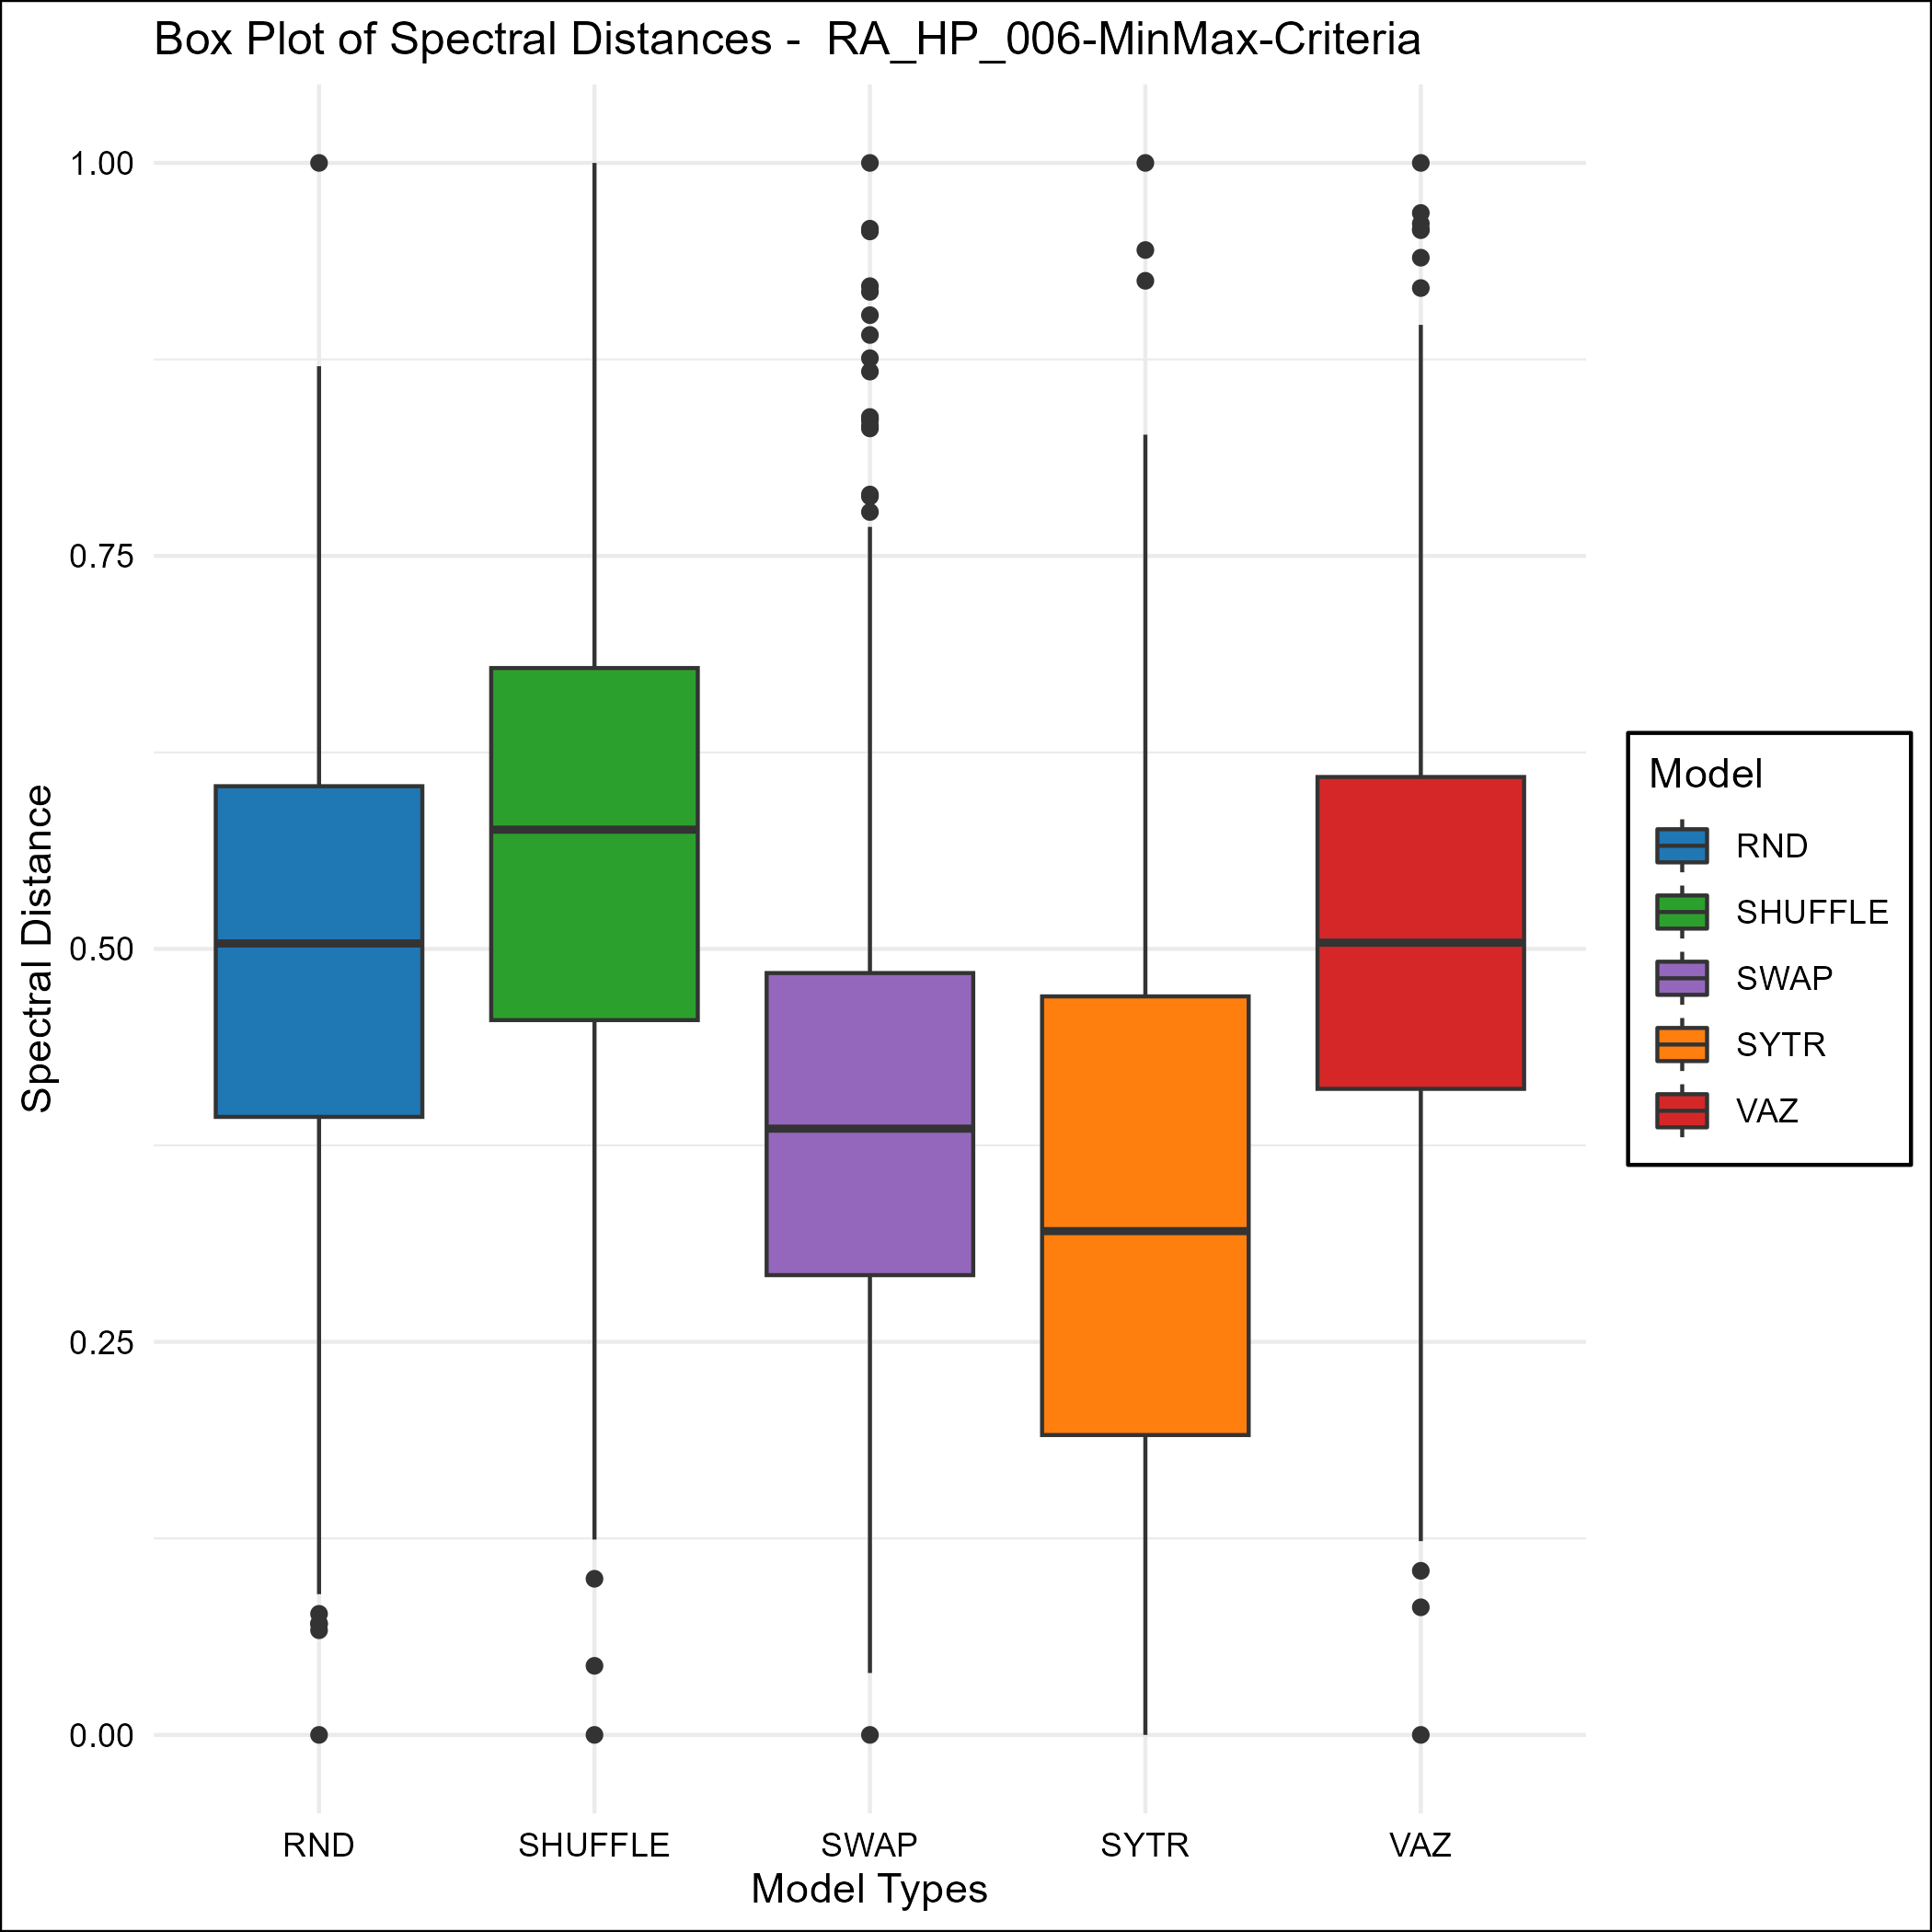 Box Plot of Spectral Distances -  RA_HP_006-MinMax-Criteria
1.00
0.75
0.50
0.25
0.00
Spectral Distance
RND SHUFFLE SWAP SYTR VAZ
Model Types
Model
RND
SHUFFLE
SWAP
SYTR
VAZ